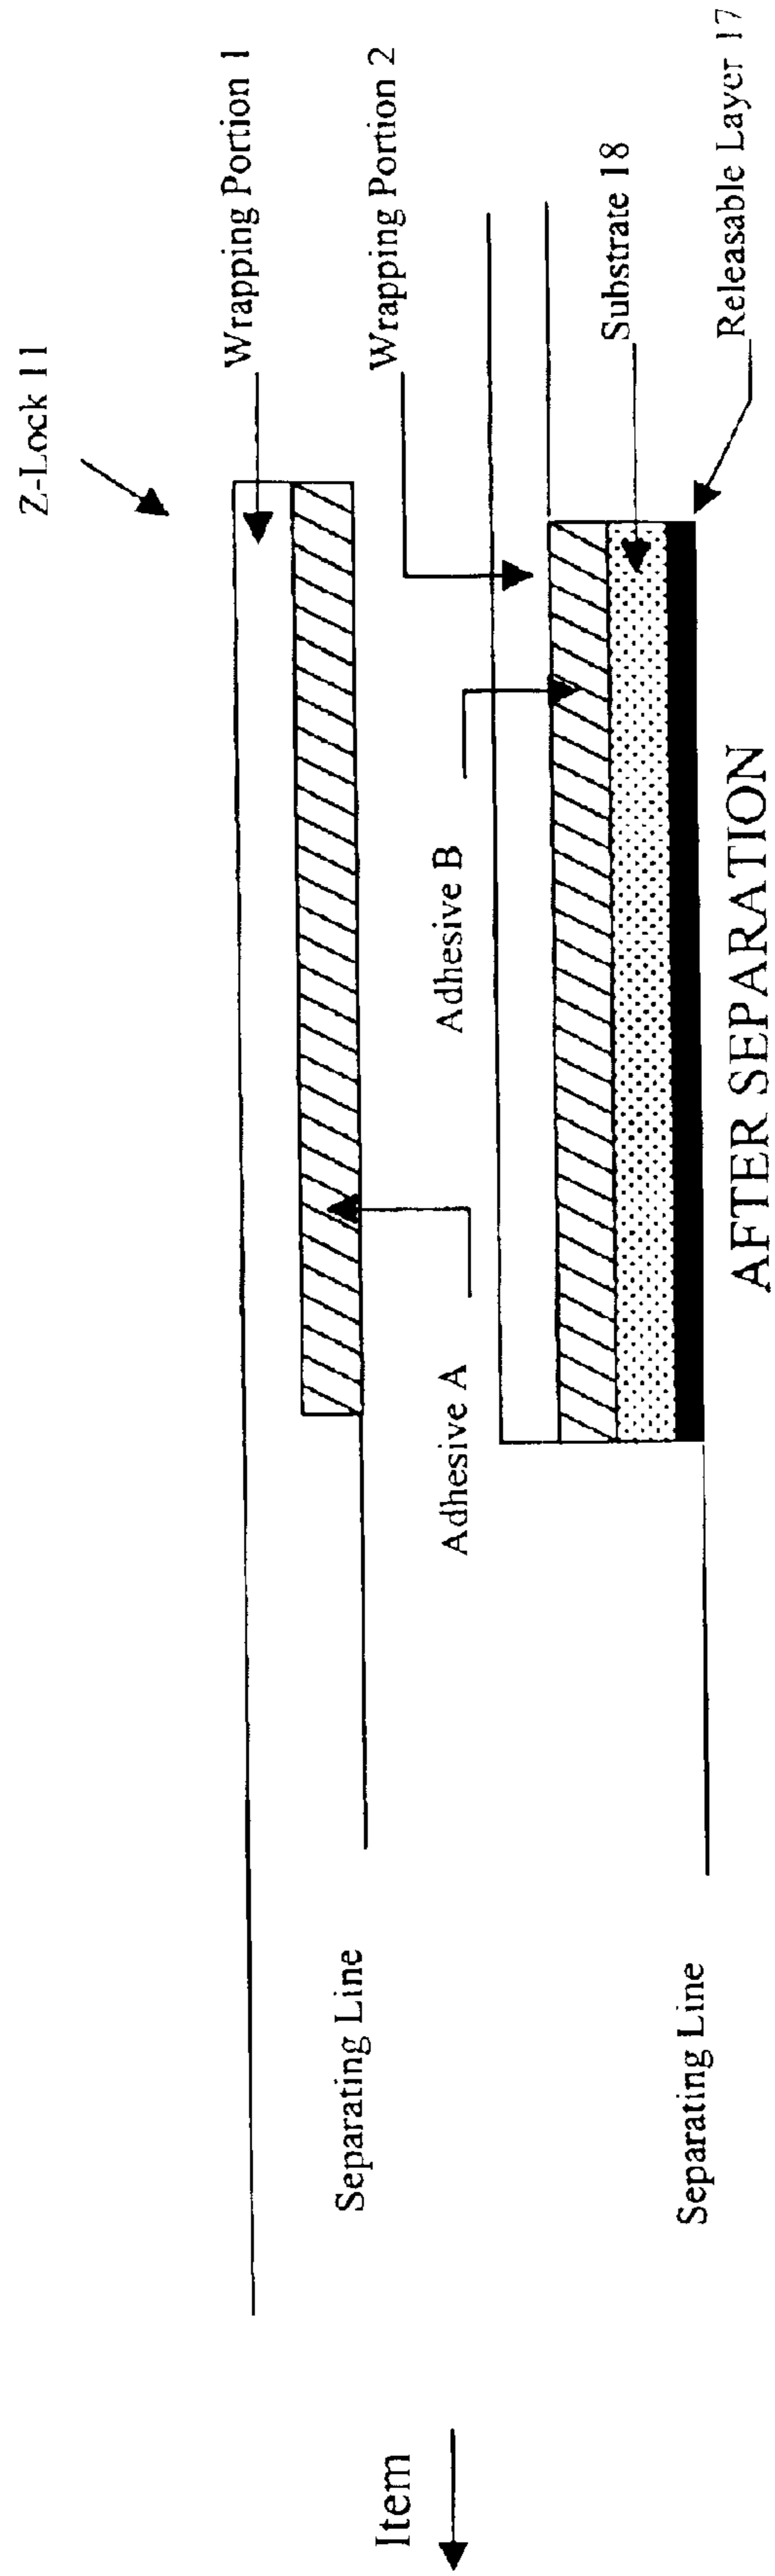 Z-Lock 11
Wrapping Portion 1
Wrapping Portion 2
Substrate 18
Releasable Layer 17
Adhesive B
Adhesive A
Separating Line
Separating Line
Item
AFTER SEPARATION